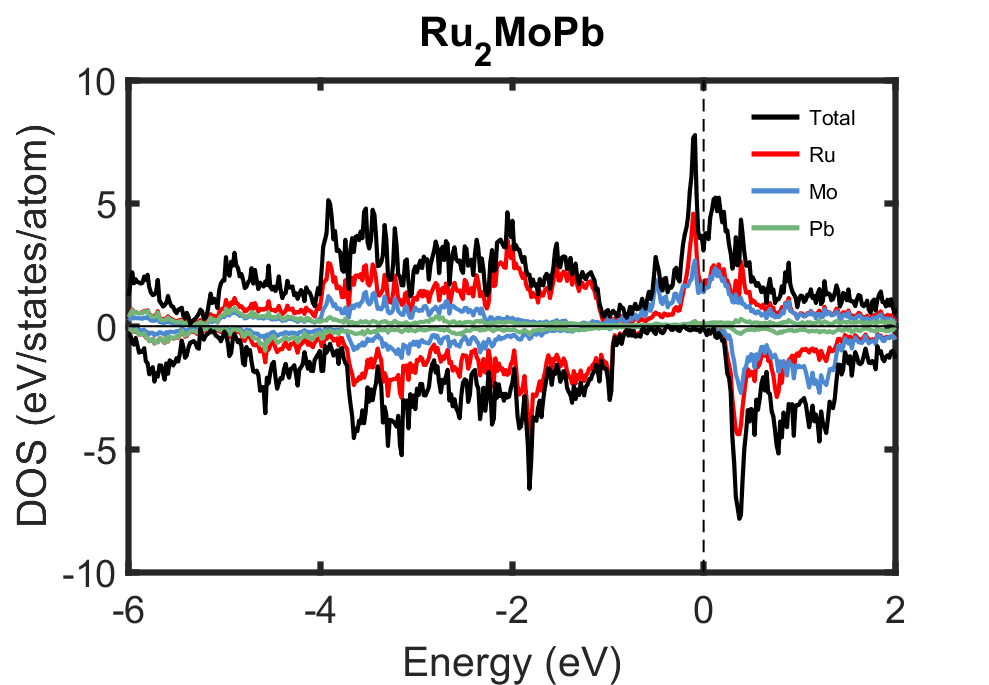 Ru2MoPb
10
5
0
-5
-10
-6
-4
-2
0
2
DOS (eV/states/atom)
Energy (eV)
Total
Ru
Mo
Pb